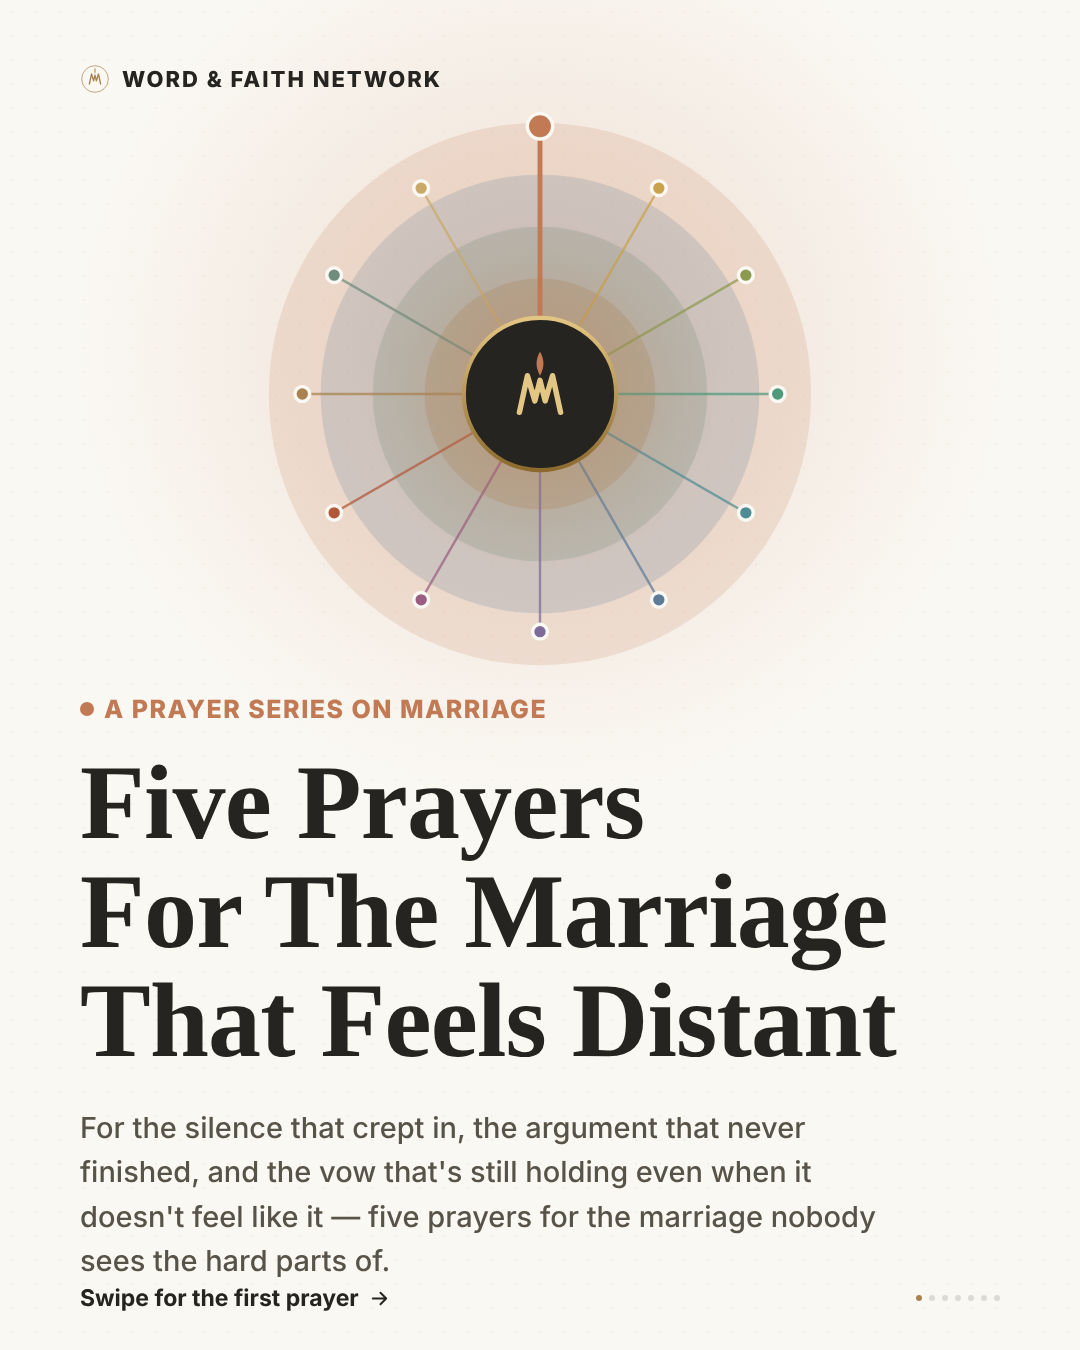 WORD & FAITH NETWORK
A PRAYER SERIES ON MARRIAGE
Five Prayers
For The Marriage
That Feels Distant
For the silence that crept in, the argument that never
finished, and the vow that's still holding even when it
doesn't feel like it — five prayers for the marriage nobody
sees the hard parts of.
Swipe for the first prayer →